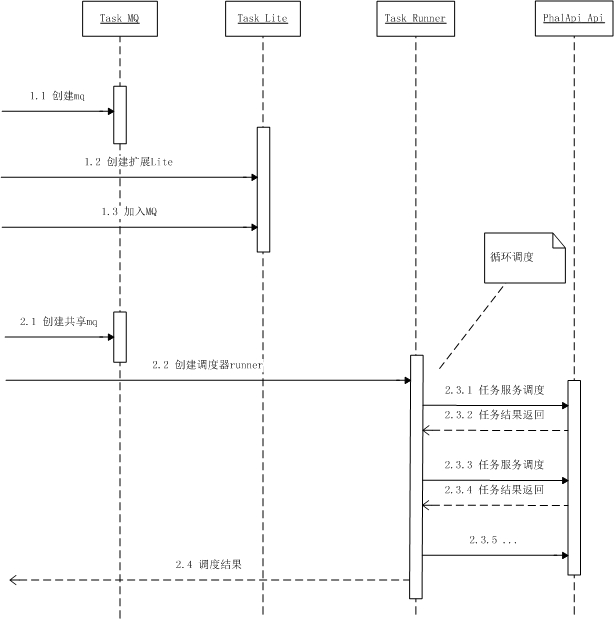 Task MQ
Task Lite
Task Runner
PhalApi Api
1.1 创建mq
1.2 创建扩展Lite
1.3 加入MQ
循环调度
2.1 创建共享mq
2.2 创建调度器runner
2.3.1 任务服务调度
2.3.2 任务结果返回
2.3.3 任务服务调度
2.3.4 任务结果返回
2.3.5 ...
2.4 调度结果